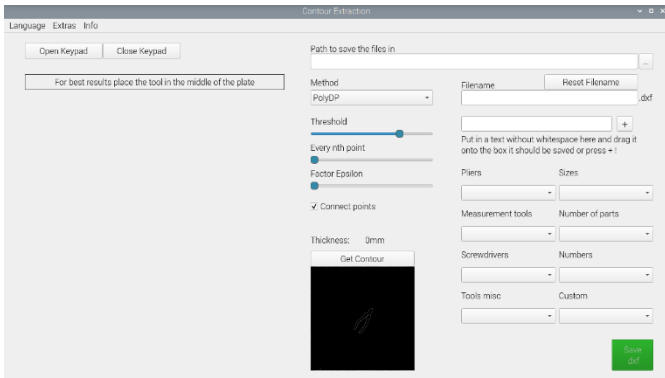 Contour Extraction
Language Extras Info
Open Keypad Close Keypad
For best results place the tool in the middle of the plate
Path to save the files in
...
Method
PolyDP
Threshold
Every nth point
Factor Epsilon
Connect points
Thickness: 0mm
Get Contour
Filename
Reset Filename
.dxf
+
Put in a text without whitespace here and drag it
onto the box it should be saved or press + !
Pliers Sizes
Measurement tools Number of parts
Screwdrivers Numbers
Tools misc Custom
Save
dxf